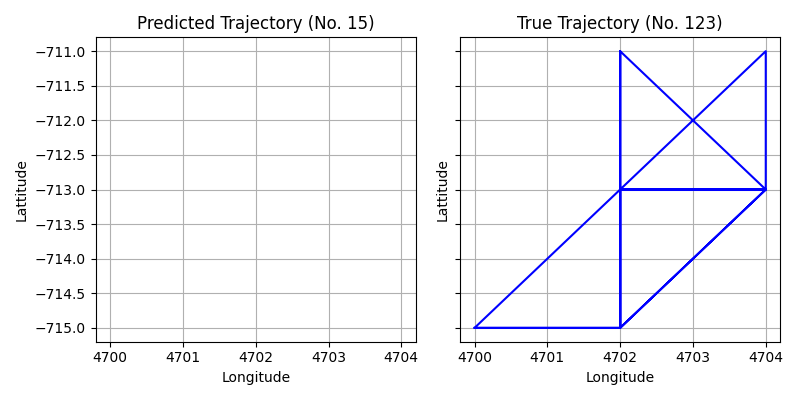 Predicted Trajectory (No. 15)
True Trajectory (No. 123)
Lattitude
−711.0
−711.5
−712.0
−712.5
−713.0
−713.5
−714.0
−714.5
−715.0
4700 4701 4702 4703 4704
Longitude
Lattitude
4700 4701 4702 4703 4704
Longitude